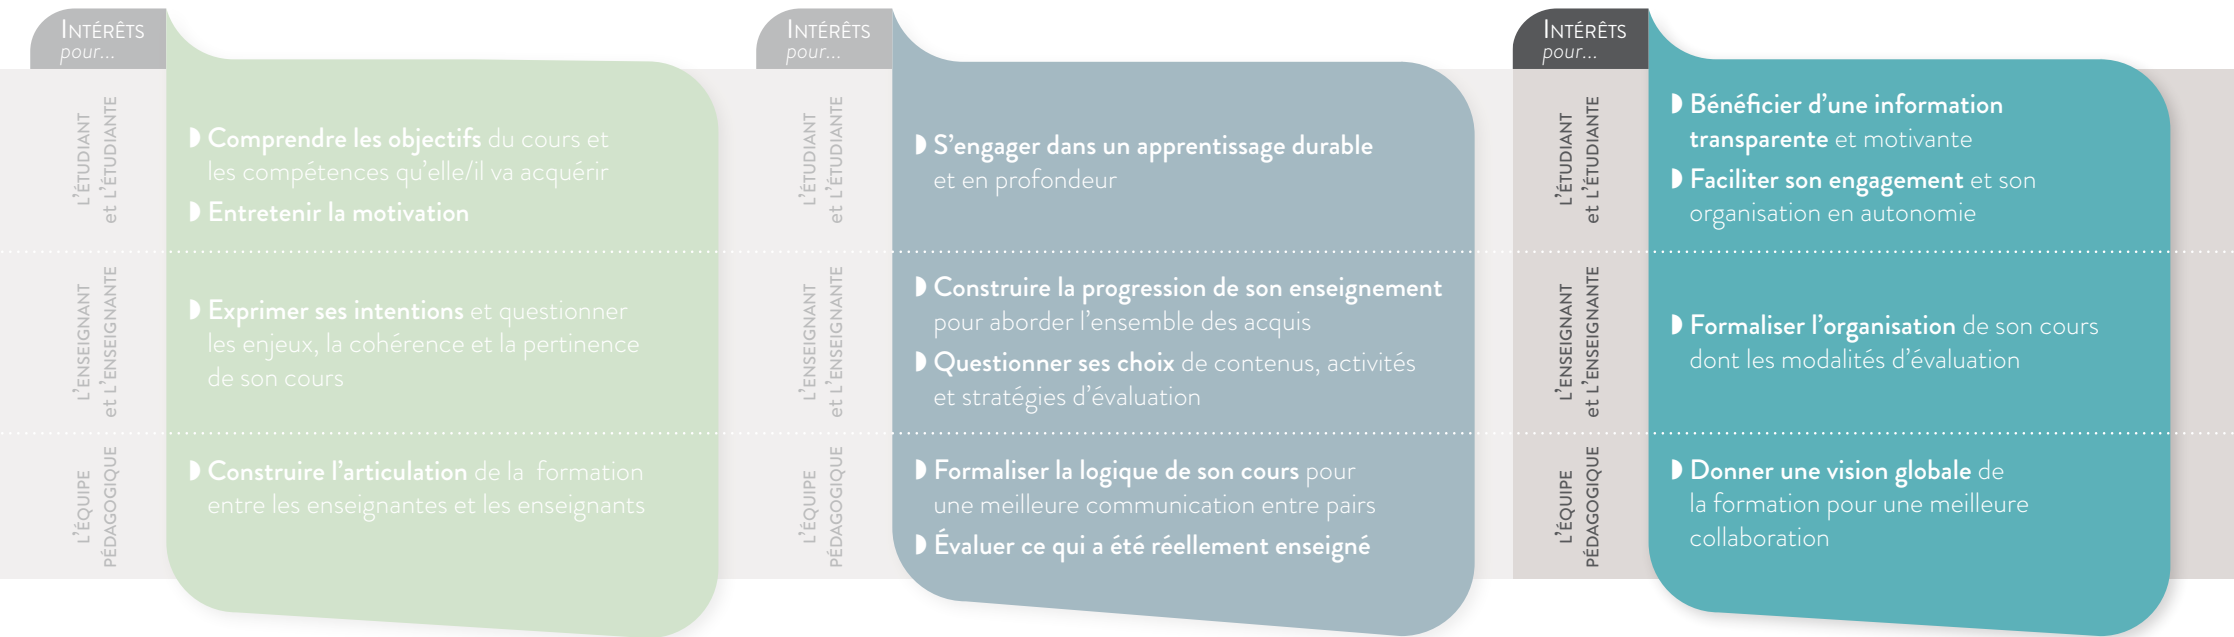 INTÉRÊTS
pour...
L'ÉTUDIANT
et L'ÉTUDIANTE
◗ Comprendre les objectifs du cours et
les compétences qu'elle/il va acquérir
◗ Entretenir la motivation
L'ENSEIGNANT
et L'ENSEIGNANTE
◗ Exprimer ses intentions et questionner
les enjeux, la cohérence et la pertinence
de son cours
L'ÉQUIPE
PÉDAGOGIQUE
◗ Construire l'articulation de la formation
entre les enseignantes et les enseignants
INTÉRÊTS
pour...
L'ÉTUDIANT
et L'ÉTUDIANTE
◗ S'engager dans un apprentissage durable
et en profondeur
L'ENSEIGNANT
et L'ENSEIGNANTE
◗ Construire la progression de son enseignement
pour aborder l'ensemble des acquis
◗ Questionner ses choix de contenus, activités
et stratégies d'évaluation
L'ÉQUIPE
PÉDAGOGIQUE
◗ Formaliser la logique de son cours pour
une meilleure communication entre pairs
◗ Évaluer ce qui a été réellement enseigné
INTÉRÊTS
pour...
L'ÉTUDIANT
et L'ÉTUDIANTE
◗ Bénéficier d'une information
transparente et motivante
◗ Faciliter son engagement et son
organisation en autonomie
L'ENSEIGNANT
et L'ENSEIGNANTE
◗ Formaliser l'organisation de son cours
dont les modalités d'évaluation
L'ÉQUIPE
PÉDAGOGIQUE
◗ Donner une vision globale de
la formation pour une meilleure
collaboration